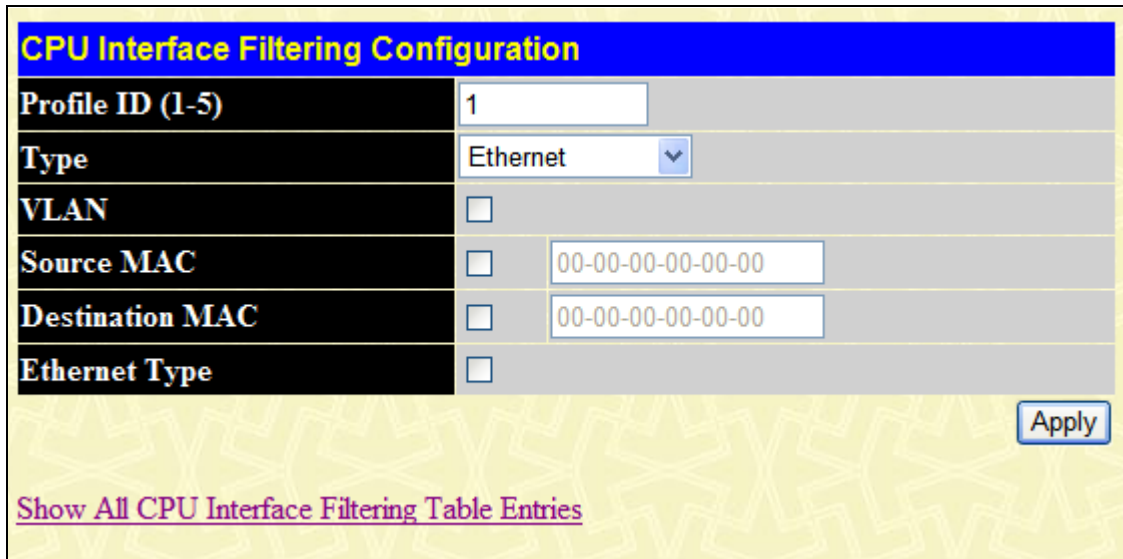 CPU Interface Filtering Configuration
Profile ID (1-5) 1
Type Ethernet
VLAN
Source MAC 00-00-00-00-00-00
Destination MAC 00-00-00-00-00-00
Ethernet Type
Apply
Show All CPU Interface Filtering Table Entries